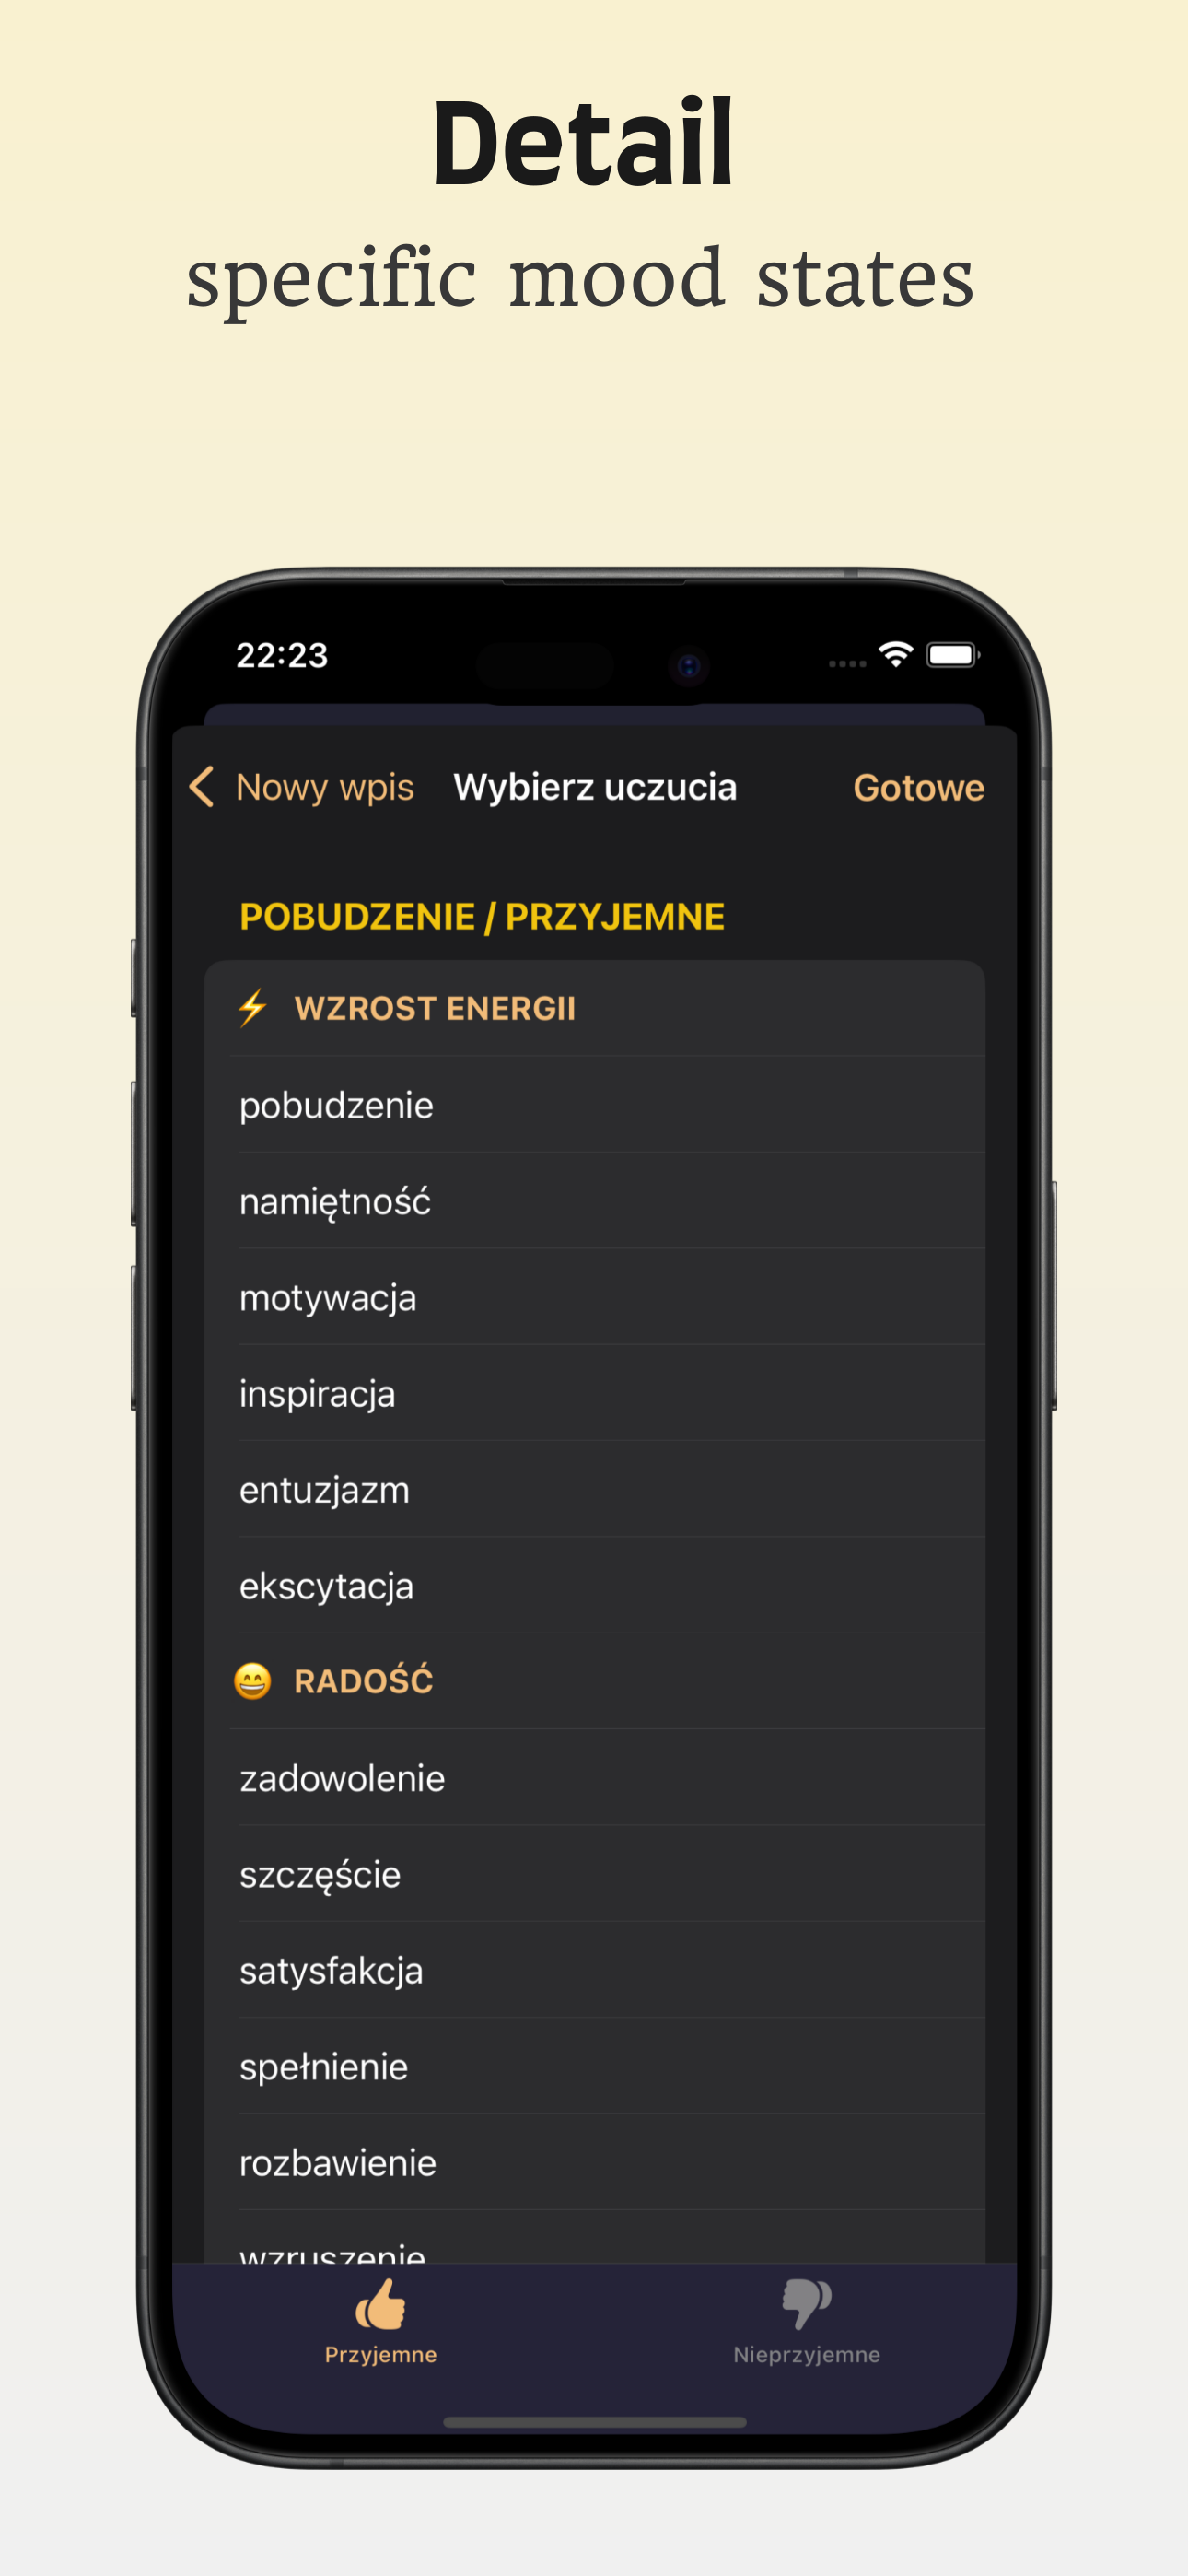 Detail
specific mood states
22:23
Nowy wpis Wybierz uczucia Gotowe
POBUDZENIE / PRZYJEMNE
WZROST ENERGII
pobudzenie
namiętność
motywacja
inspiracja
entuzjazm
ekscytacja
RADOŚĆ
zadowolenie
szczęście
satysfakcja
spełnienie
rozbawienie
wzruszenie
Przyjemne Nieprzyjemne